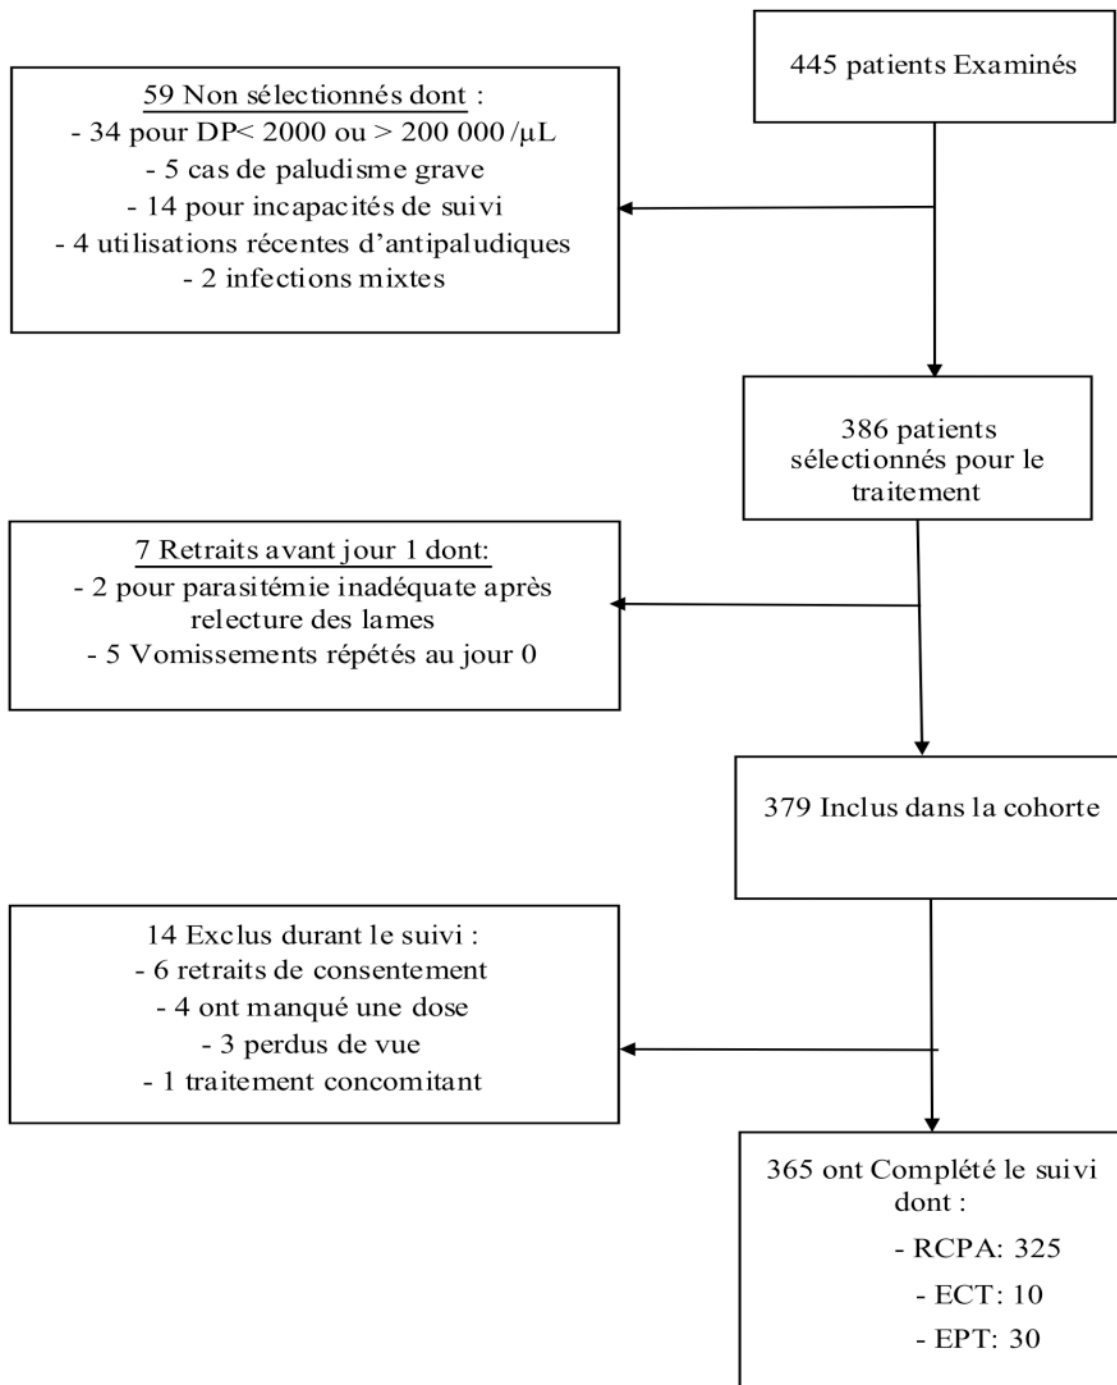 445 patients Examinés
59 Non sélectionnés dont :
- 34 pour DP< 2000 ou > 200 000 /µL
- 5 cas de paludisme grave
- 14 pour incapacités de suivi
- 4 utilisations récentes d’antipaludiques
- 2 infections mixtes
386 patients
sélectionnés pour le
traitement
7 Retraits avant jour 1 dont:
- 2 pour parasitémie inadéquate après
relecture des lames
- 5 Vomissements répétés au jour 0
379 Inclus dans la cohorte
14 Exclus durant le suivi :
- 6 retraits de consentement
- 4 ont manqué une dose
- 3 perdus de vue
- 1 traitement concomitant
365 ont Complété le suivi
dont :
- RCPA: 325
- ECT: 10
- EPT: 30